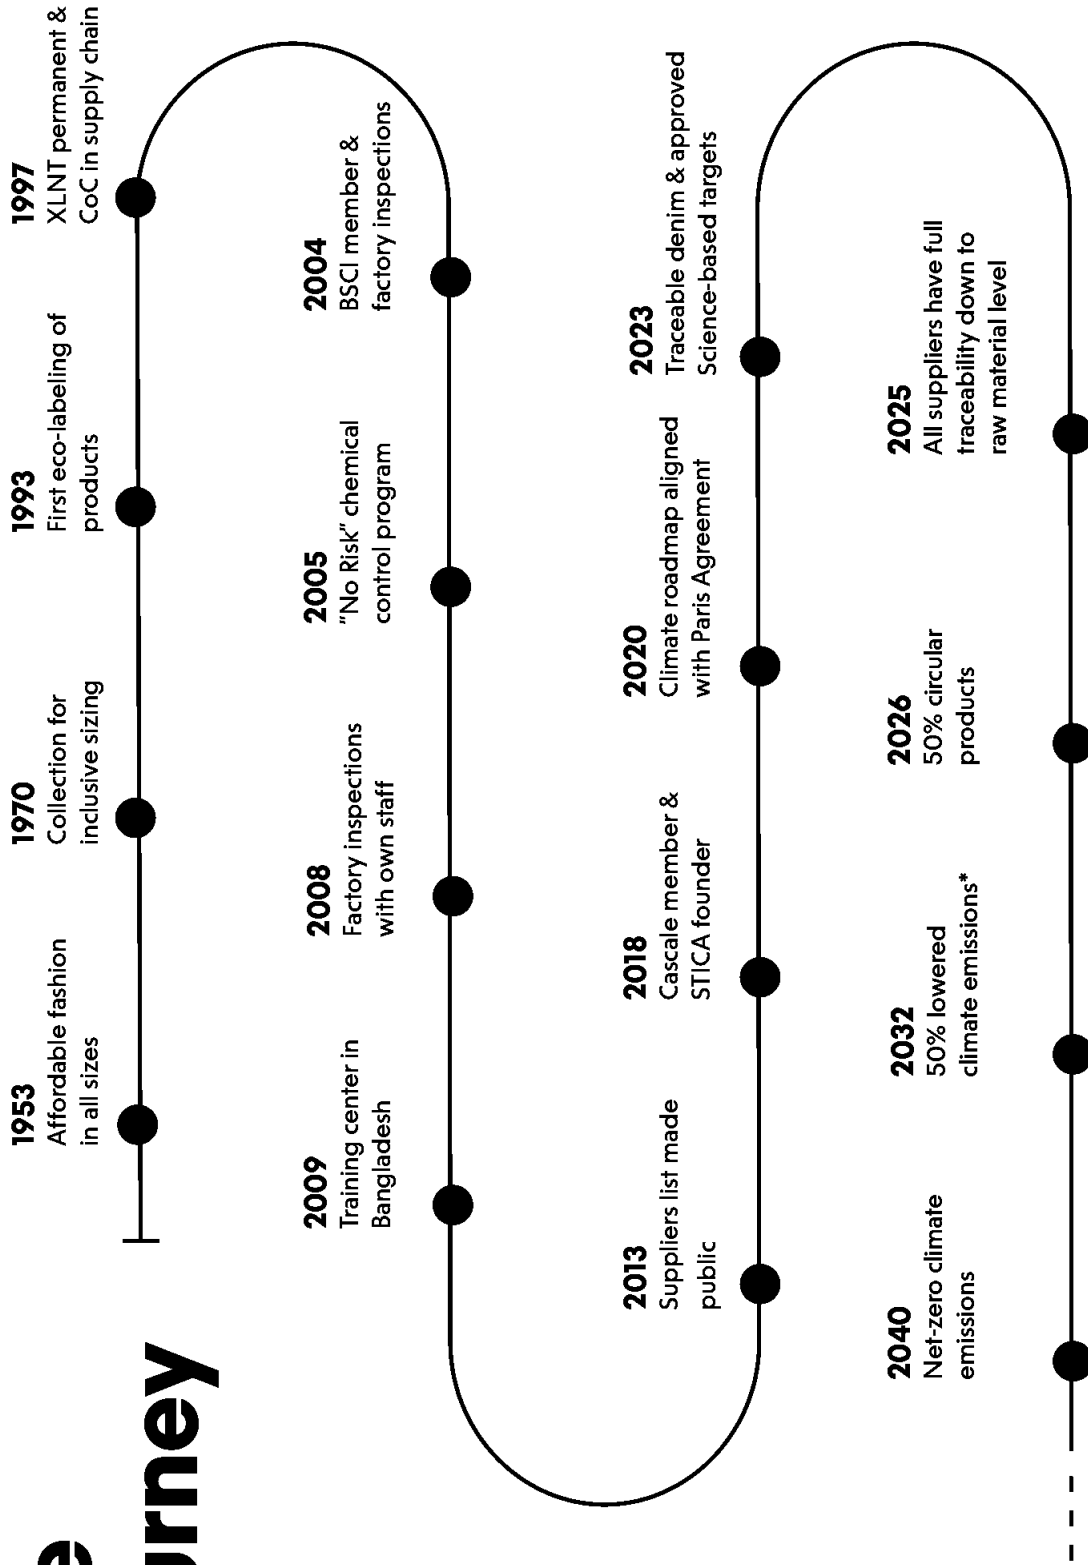 1953
Affordable fashion
in all sizes
1970
Collection for
inclusive sizing
1993
First eco-labeling of
products
1997
XLNT permanent &
CoC in supply chain
2004
BSCI member &
factory inspections
2005
"No Risk" chemical
control program
2008
Factory inspections
with own staff
2009
Training center in
Bangladesh
2013
Suppliers list made
public
2018
Cascale member &
STICA founder
2020
Climate roadmap aligned
with Paris Agreement
2023
Traceable denim & approved
Science-based targets
2025
All suppliers have full
traceability down to
raw material level
2026
50% circular
products
2032
50% lowered
climate emissions*
2040
Net-zero climate
emissions